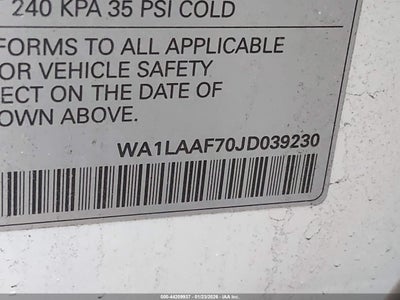 240 KPA 35 PSI COLD
FORMS TO ALL APPLICABLE
OR VEHICLE SAFETY
ECT ON THE DATE OF
OWN ABOVE.
WA1LAAF70JD039230